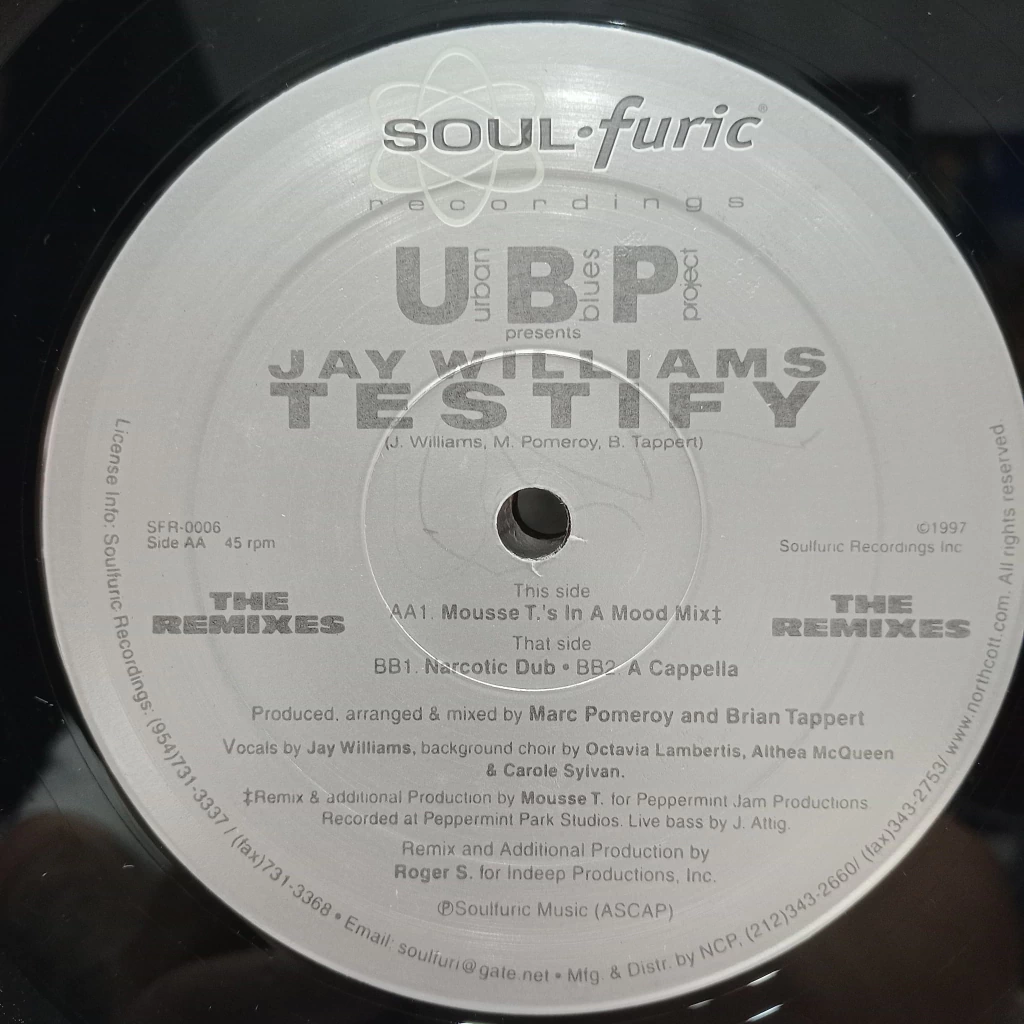 SOUL·furic®
recordings
UurbanBbluesPproject
presents
JAY WILLIAMS
TESTIFY
(J. Williams, M. Pomeroy, B. Tappert)
SFR-0006
Side AA 45 rpm
©1997
Soulfuric Recordings Inc
THE
REMIXES
THE
REMIXES
This side
AA1. Mousse T.'s In A Mood Mix‡
That side
BB1. Narcotic Dub • BB2. A Cappella
Produced, arranged & mixed by Marc Pomeroy and Brian Tappert
Vocals by Jay Williams, background choir by Octavia Lambertis, Althea McQueen
& Carole Sylvan.
‡Remix & additional Production by Mousse T. for Peppermint Jam Productions
Recorded at Peppermint Park Studios. Live bass by J. Attig.
Remix and Additional Production by
Roger S. for Indeep Productions, Inc.
℗Soulfuric Music (ASCAP)
License Info: Soulfuric Recordings: (954)731-3337 / (fax)731-3368 • Email: soulfuri@gate.net • Mfg. & Distr. by NCP, (212)343-2660/ (fax)343-2753/ www.northcott.com. All rights reserved.